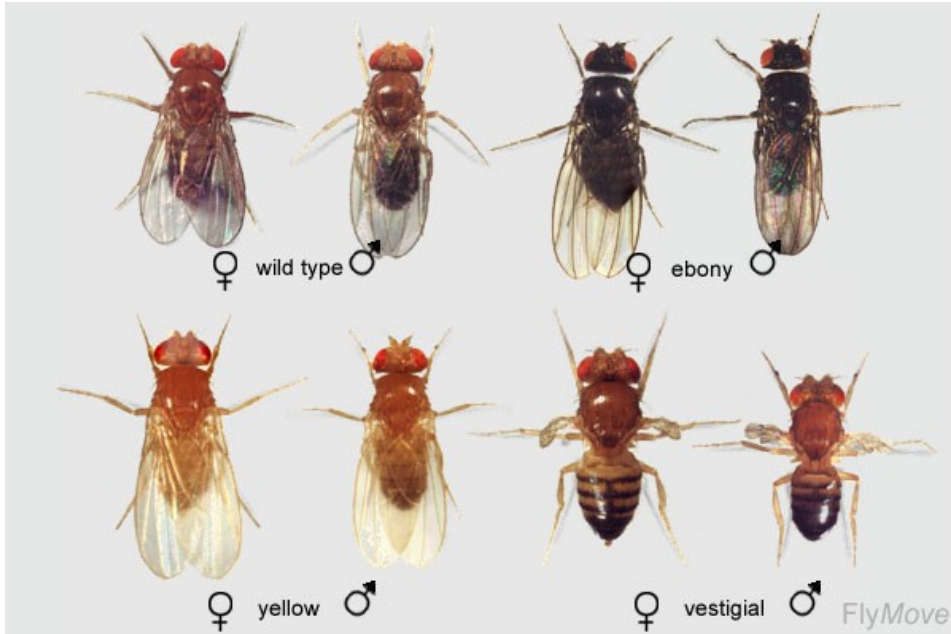 ♀ wild type ♂
♀ ebony ♂
♀ yellow ♂
♀ vestigial ♂
FlyMove